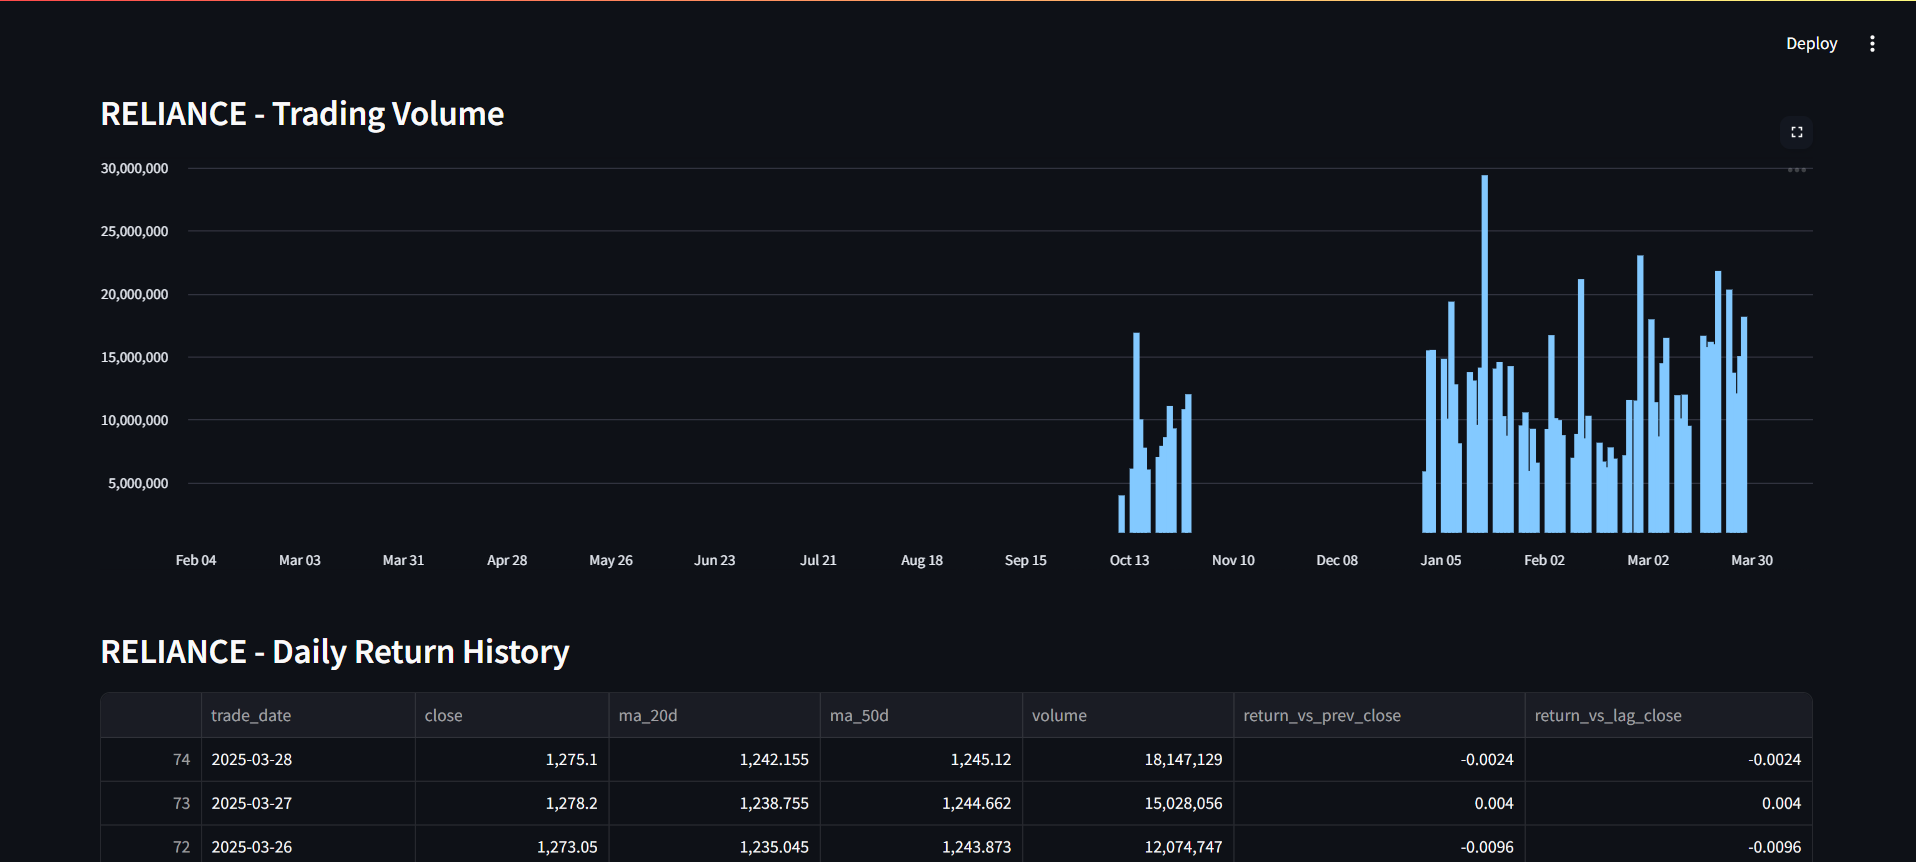 Deploy
RELIANCE - Trading Volume
30,000,000
25,000,000
20,000,000
15,000,000
10,000,000
5,000,000
Feb 04 Mar 03 Mar 31 Apr 28 May 26 Jun 23 Jul 21 Aug 18 Sep 15 Oct 13 Nov 10 Dec 08 Jan 05 Feb 02 Mar 02 Mar 30
RELIANCE - Daily Return History
trade_date close ma_20d ma_50d volume return_vs_prev_close return_vs_lag_close
74 2025-03-28 1,275.1 1,242.155 1,245.12 18,147,129 -0.0024 -0.0024
73 2025-03-27 1,278.2 1,238.755 1,244.662 15,028,056 0.004 0.004
72 2025-03-26 1,273.05 1,235.045 1,243.873 12,074,747 -0.0096 -0.0096